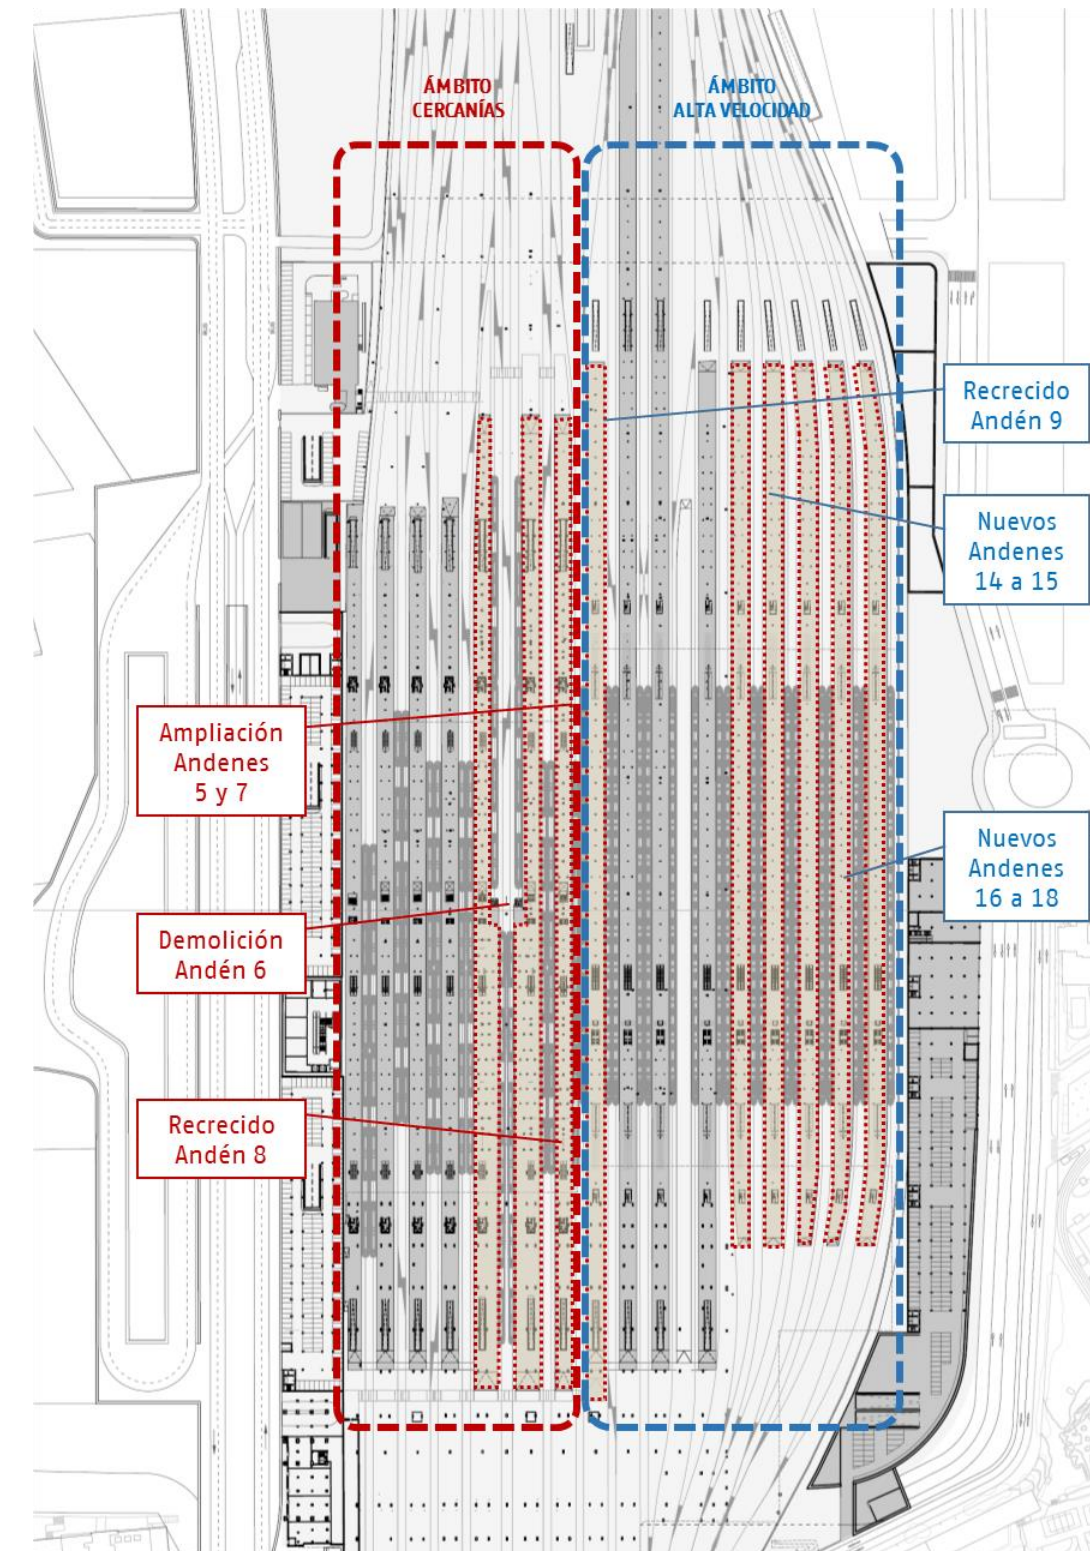 ÁMBITO
CERCANÍAS
ÁMBITO
ALTA VELOCIDAD
Recrecido
Andén 9
Nuevos
Andenes
14 a 15
Ampliación
Andenes
5 y 7
Nuevos
Andenes
16 a 18
Demolición
Andén 6
Recrecido
Andén 8